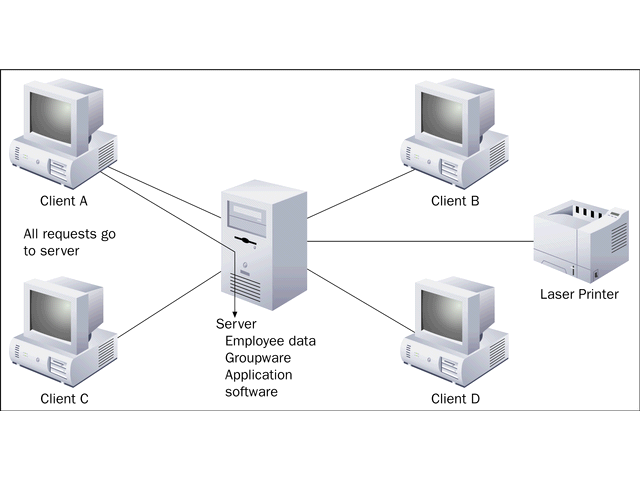 Client A
Client B
All requests go
to server
Laser Printer
Server
Employee data
Groupware
Application
software
Client C
Client D